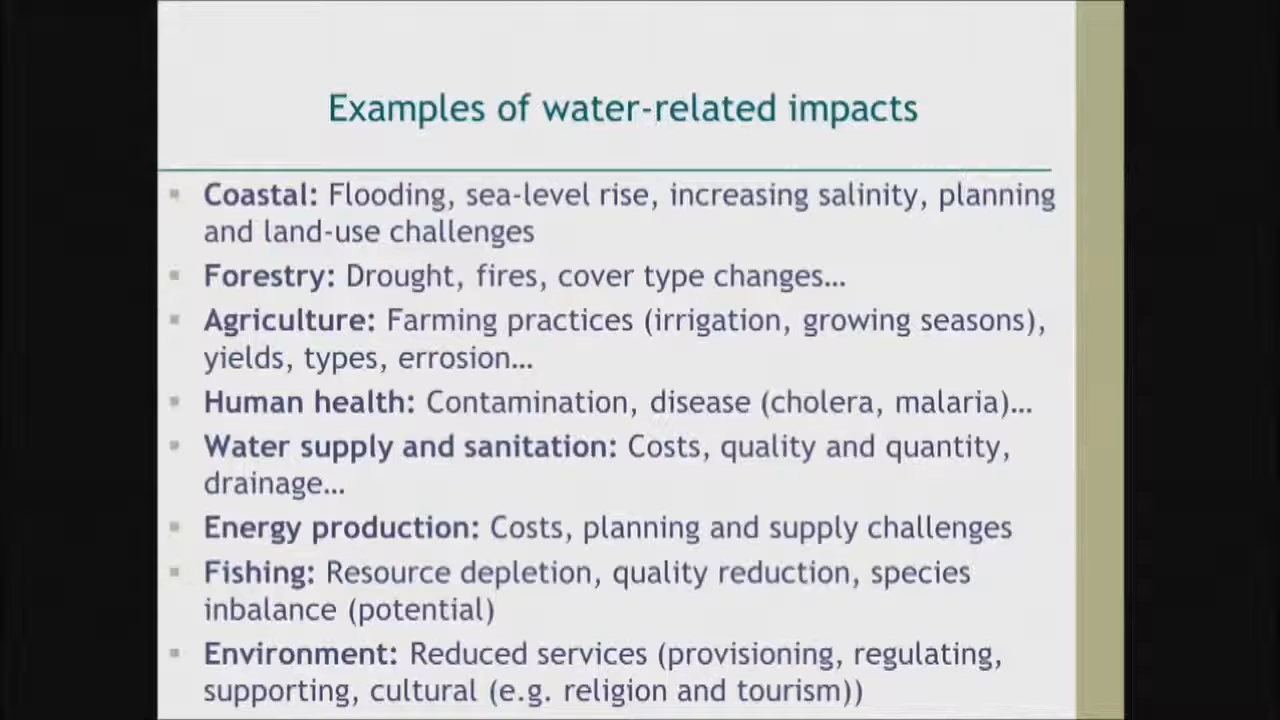 Examples of water-related impacts
Coastal: Flooding, sea-level rise, increasing salinity, planning
and land-use challenges
Forestry: Drought, fires, cover type changes...
Agriculture: Farming practices (irrigation, growing seasons),
yields, types, errosion...
Human health: Contamination, disease (cholera, malaria)...
Water supply and sanitation: Costs, quality and quantity,
drainage...
Energy production: Costs, planning and supply challenges
Fishing: Resource depletion, quality reduction, species
inbalance (potential)
Environment: Reduced services (provisioning, regulating,
supporting, cultural (e.g. religion and tourism))